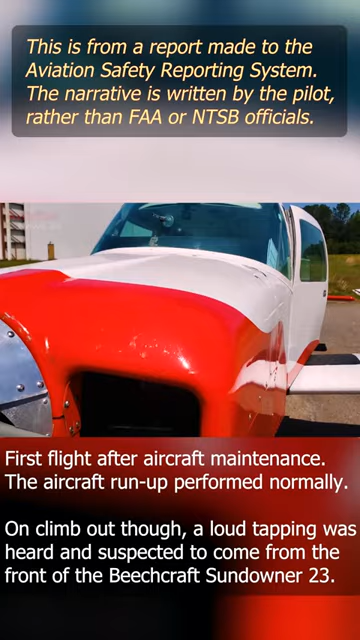 This is from a report made to the
Aviation Safety Reporting System.
The narrative is written by the pilot,
rather than FAA or NTSB officials.
First flight after aircraft maintenance.
The aircraft run-up performed normally.
On climb out though, a loud tapping was
heard and suspected to come from the
front of the Beechcraft Sundowner 23.